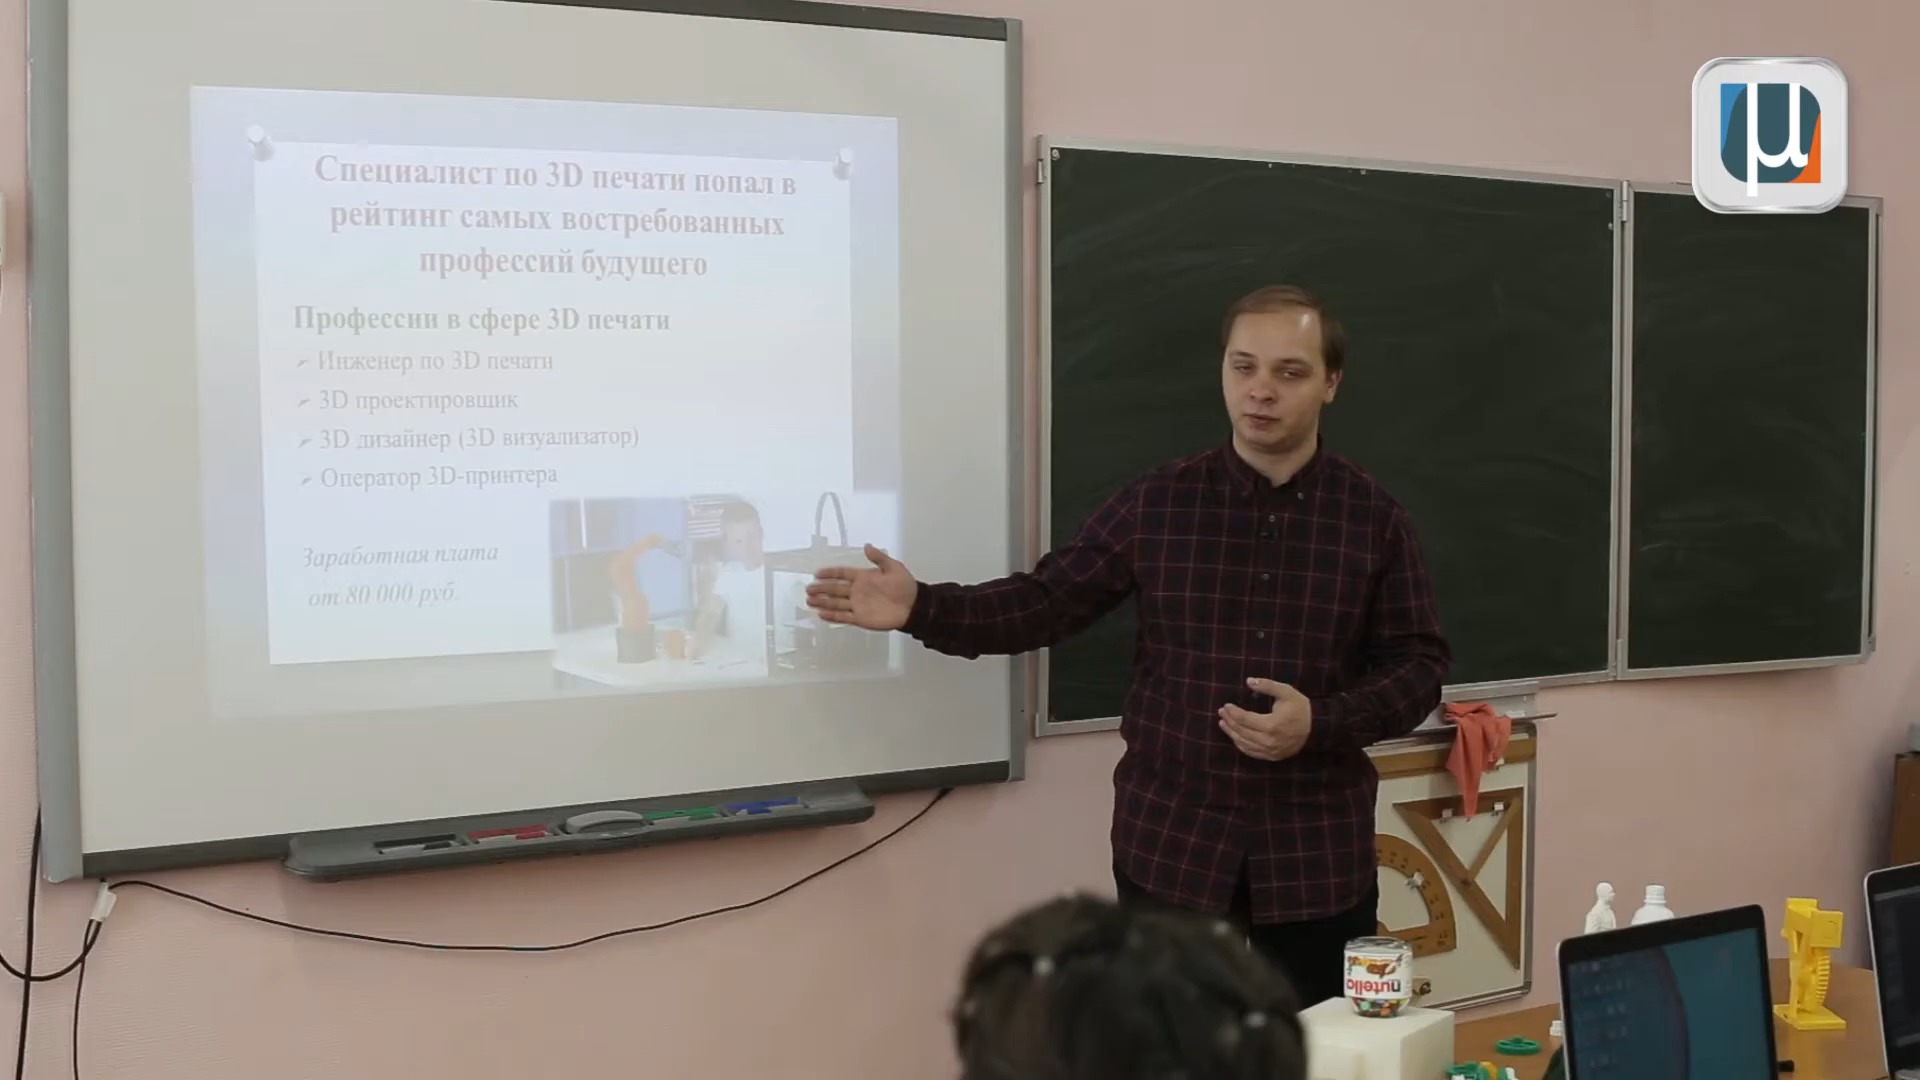 Специалист по 3D печати попал в
рейтинг самых востребованных
профессий будущего
Профессии в сфере 3D печати
Инженер по 3D печати
3D проектировщик
3D дизайнер (3D визуализатор)
Оператор 3D-принтера
Заработная плата
от 80 000 руб.
µ
nutella